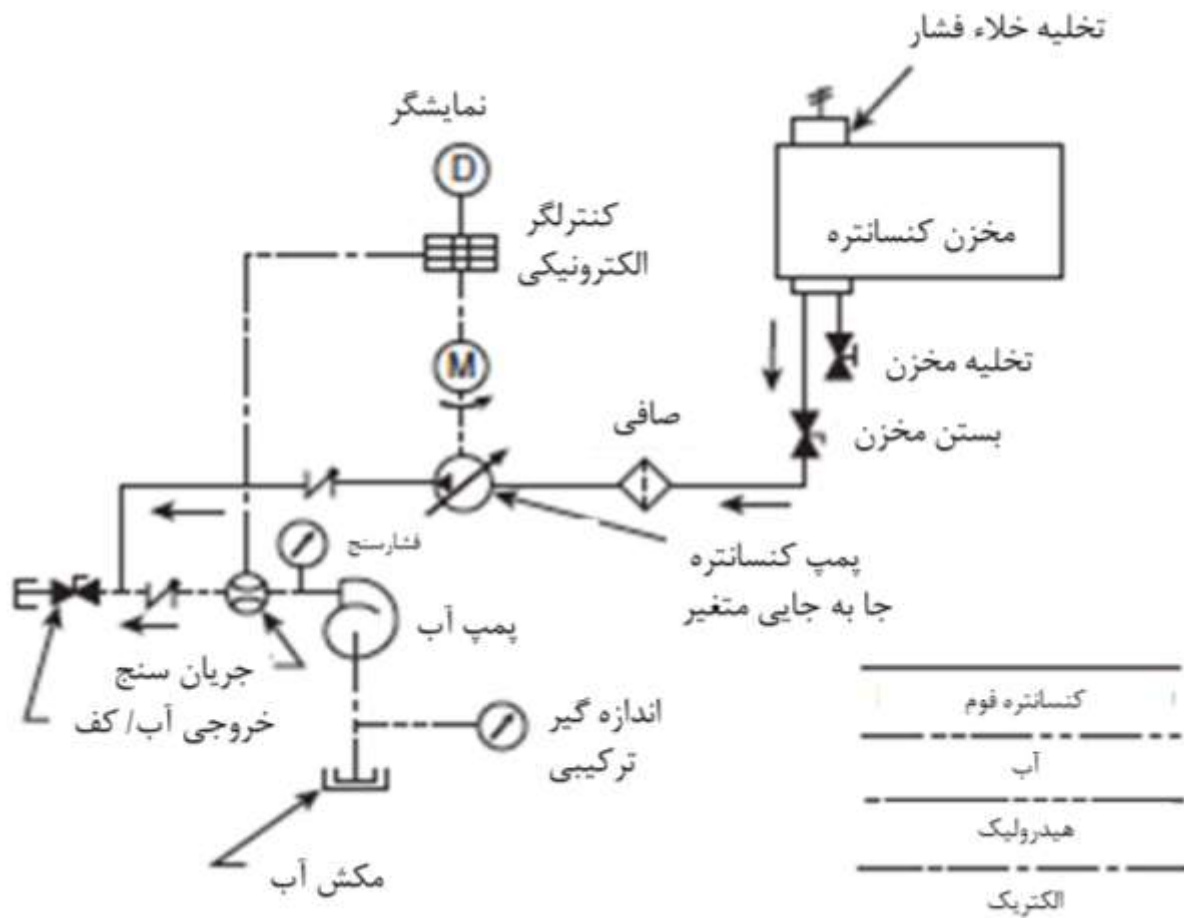 تخلیه خلاء فشار
نمایشگر
D
کنترلگر
الکترونیکی
مخزن کنسانتره
M
تخلیه مخزن
بستن مخزن
صافی
فشارسنج
پمپ کنسانتره
جا به جایی متغیر
پمپ آب
جریان سنج
خروجی آب/ کف
اندازه گیر
ترکیبی
مکش آب
کنسانتره فوم
آب
هیدرولیک
الکتریک